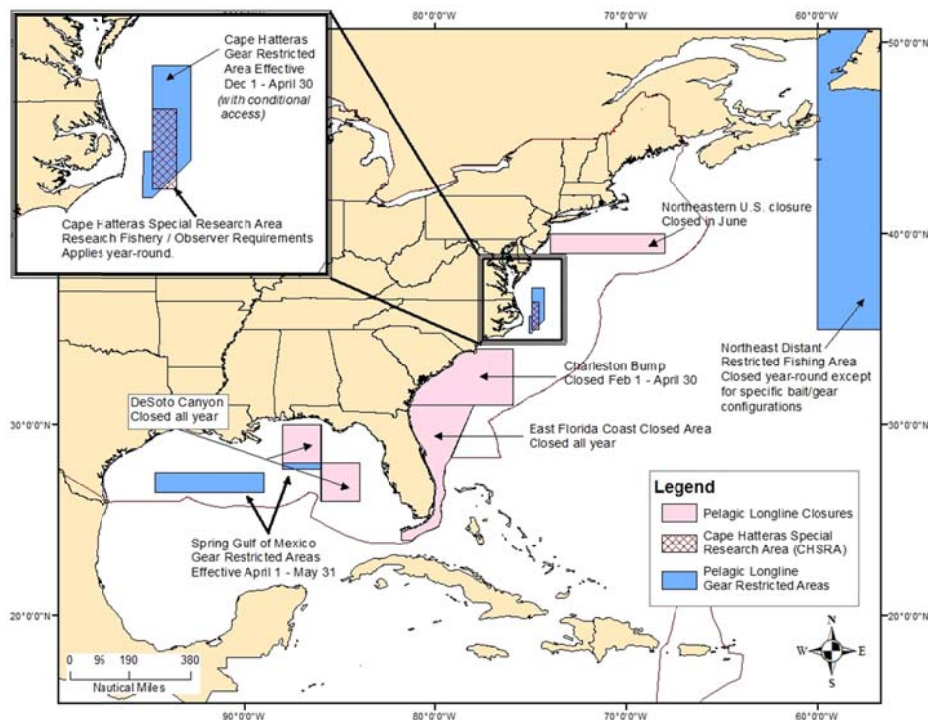 80°0'0"W
70°0'0"W
60°0'0"W
Cape Hatteras
Gear Restricted
Area Effective
Dec 1 - April 30
(with conditional
access)
Cape Hatteras Special Research Area
Research Fishery / Observer Requirements
Applies year-round.
50°0'0"N
Northeastern U.S. closure
Closed in June
40°0'0"N
Northeast Distant
Restricted Fishing Area
Closed year-round except
for specific bait/gear
configurations
Charleston Bump
Closed Feb 1 - April 30
DeSoto Canyon
Closed all year
East Florida Coast Closed Area
Closed all year
30°0'0"N
Spring Gulf of Mexico
Gear Restricted Areas
Effective April 1 - May 31
Legend
Pelagic Longline Closures
Cape Hatteras Special
Research Area (CHSRA)
Pelagic Longline
Gear Restricted Areas
20°0'0"N
N
W
E
S
0 95 190 380
Nautical Miles
90°0'0"W
80°0'0"W
70°0'0"W
60°0'0"W